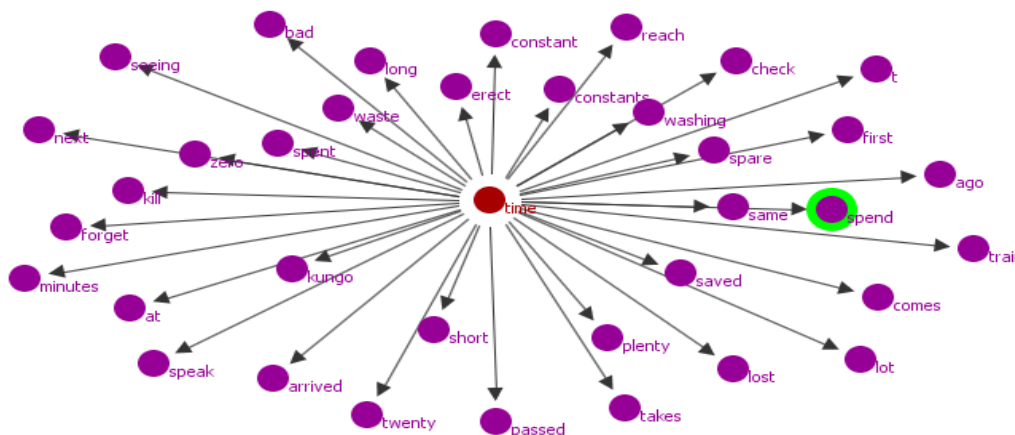 bad
constant
reach
seeing
long
check
t
erect
constants
waste
washing
next
zero
spent
spare
first
ago
kill
time
same
spend
forget
train
minutes
kungo
saved
at
comes
short
plenty
speak
arrived
lost
lot
twenty
passed
takes